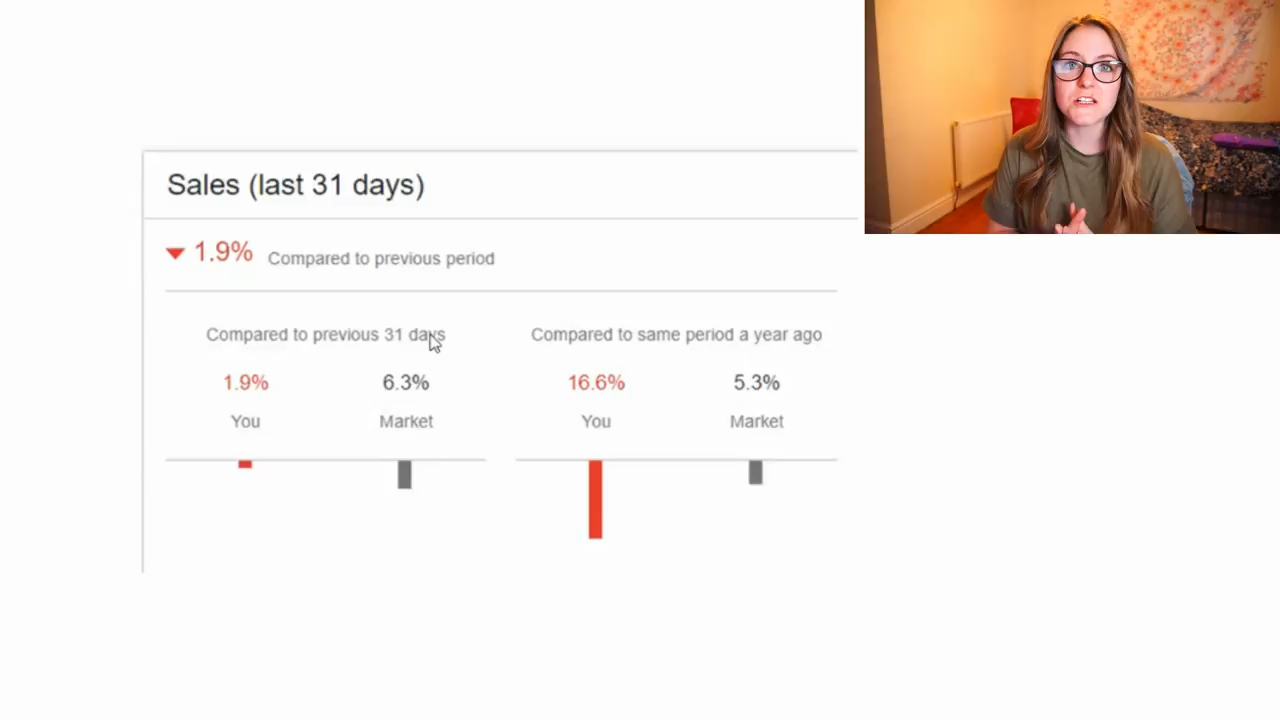 Sales (last 31 days)
1.9% Compared to previous period
Compared to previous 31 days
Compared to same period a year ago
1.9%
6.3%
16.6%
5.3%
You
Market
You
Market